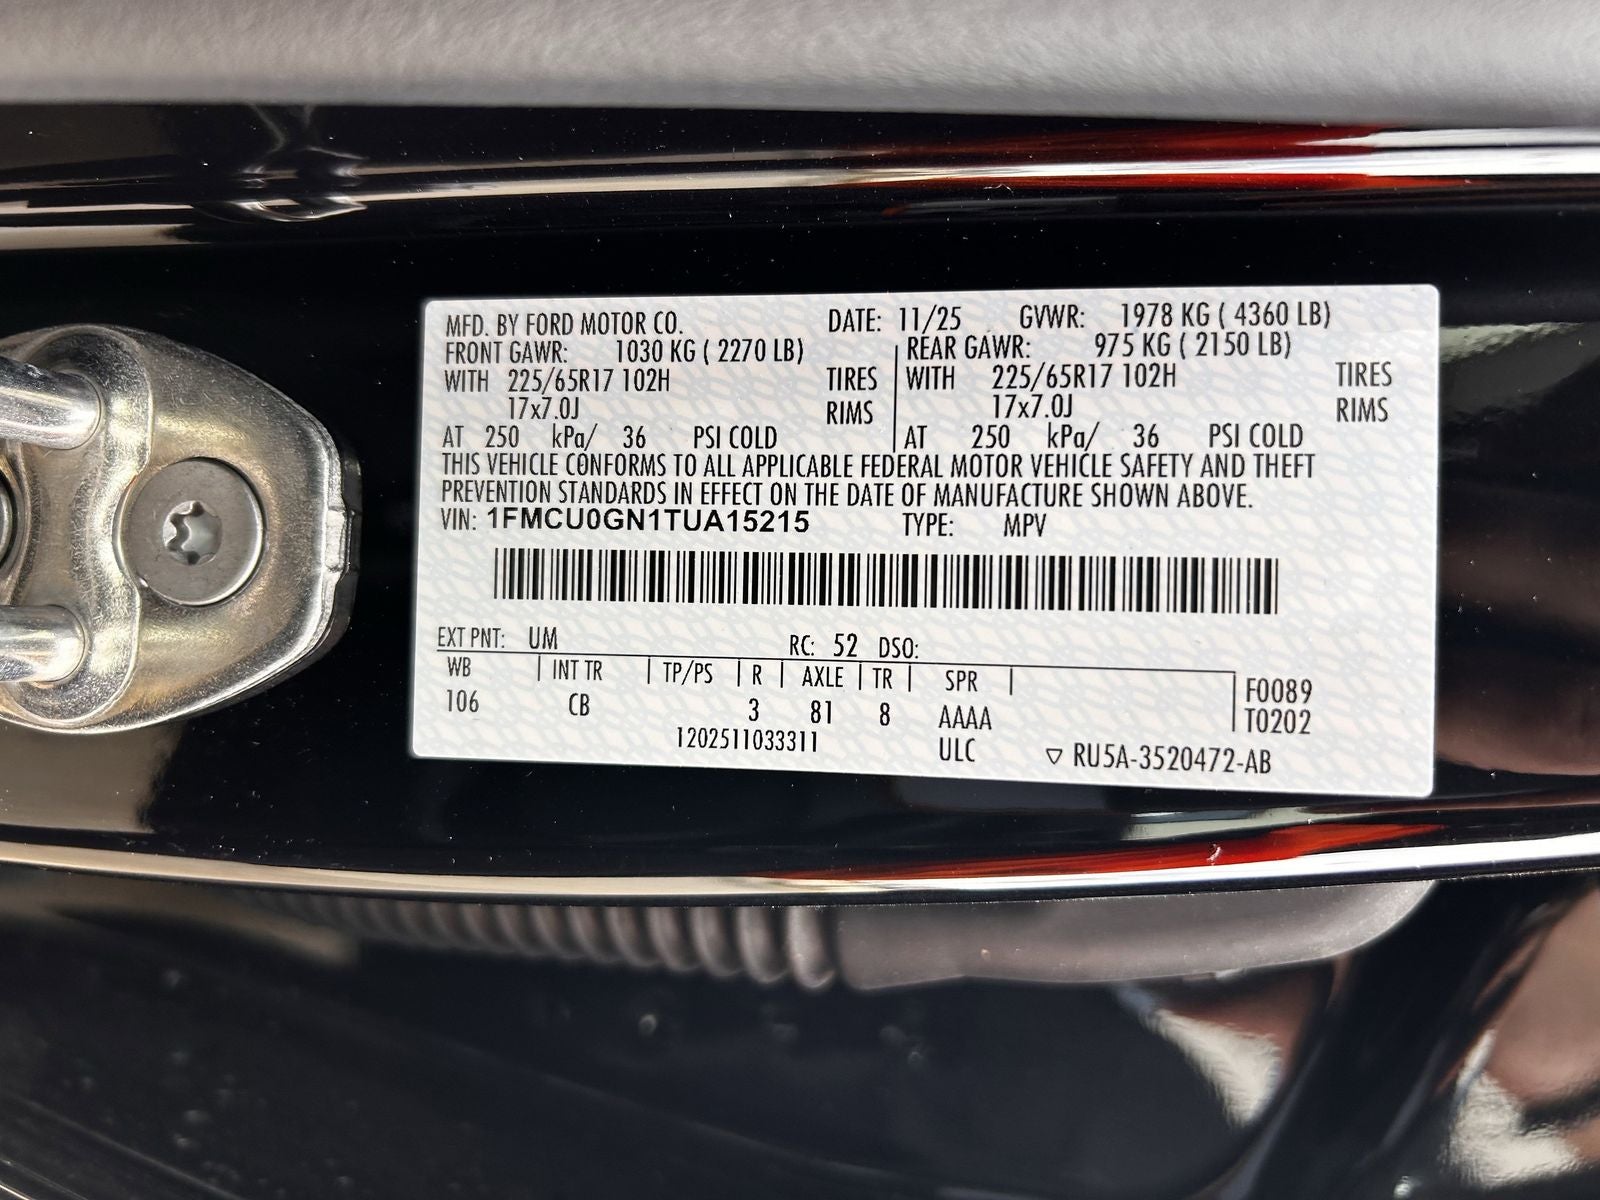 MFD. BY FORD MOTOR CO. DATE: 11/25 GVWR: 1978 KG ( 4360 LB)
FRONT GAWR: 1030 KG ( 2270 LB) REAR GAWR: 975 KG ( 2150 LB)
WITH 225/65R17 102H TIRES WITH 225/65R17 102H TIRES
17x7.0J RIMS 17x7.0J RIMS
AT 250 kPa/ 36 PSI COLD AT 250 kPa/ 36 PSI COLD
THIS VEHICLE CONFORMS TO ALL APPLICABLE FEDERAL MOTOR VEHICLE SAFETY AND THEFT
PREVENTION STANDARDS IN EFFECT ON THE DATE OF MANUFACTURE SHOWN ABOVE.
VIN: 1FMCU0GN1TUA15215 TYPE: MPV
EXT PNT: UM RC: 52 DSO:
WB INT TR TP/PS R AXLE TR SPR F0089
106 CB 3 81 8 AAAA T0202
1202511033311 ULC ▽ RU5A-3520472-AB